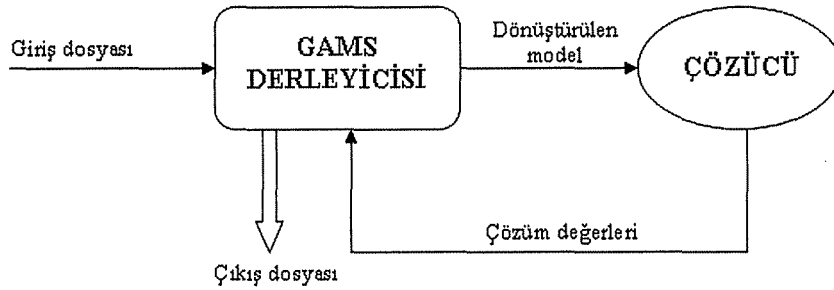 Giriş dosyası
GAMS
DERLEYİCİSİ
Dönüştürülen
model
ÇÖZÜCÜ
Çözüm değerleri
Çıkış dosyası